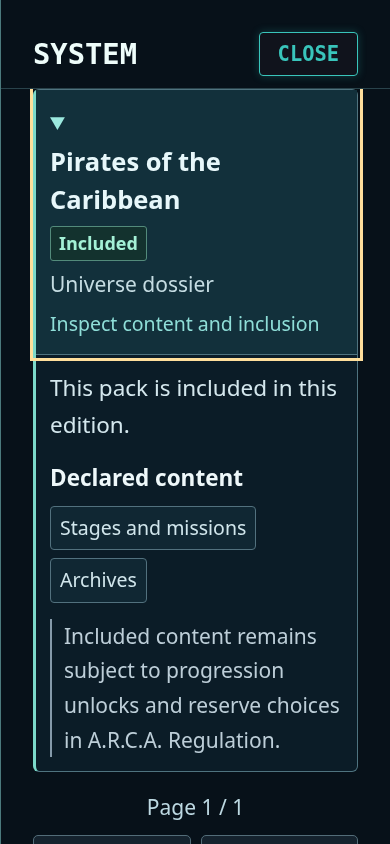 SYSTEM
CLOSE
Pirates of the
Caribbean
Included
Universe dossier
Inspect content and inclusion
This pack is included in this
edition.
Declared content
Stages and missions
Archives
Included content remains
subject to progression
unlocks and reserve choices
in A.R.C.A. Regulation.
Page 1 / 1